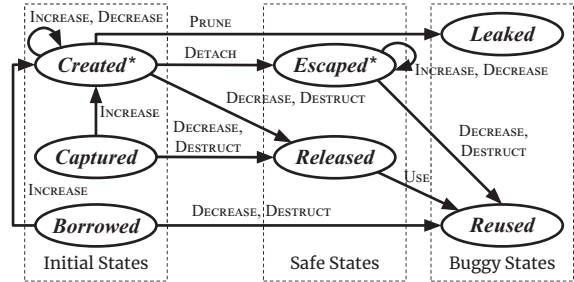 INCREASE, DECREASE
PRUNE
Leaked
Created*
DETACH
Escaped*
INCREASE, DECREASE
DECREASE, DESTRUCT
INCREASE
DECREASE,
DESTRUCT
DECREASE,
DESTRUCT
Captured
Released
USE
INCREASE
DECREASE, DESTRUCT
Borrowed
Reused
Initial States
Safe States
Buggy States